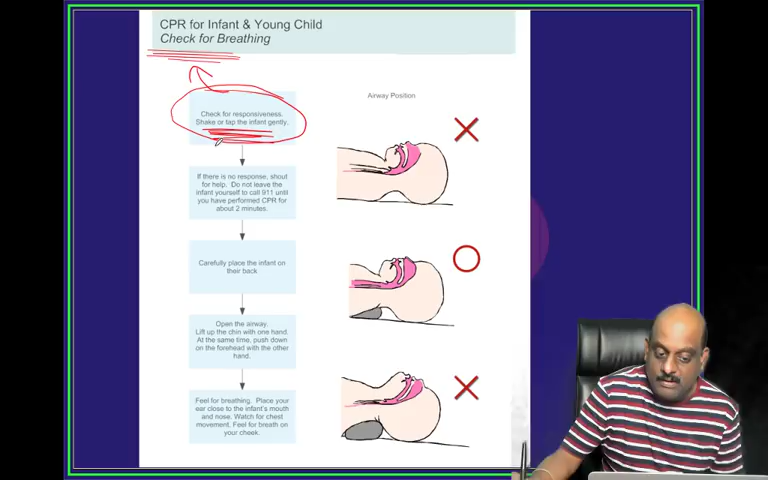 CPR for Infant & Young Child
Check for Breathing
Check for responsiveness.
Shake or tap the infant gently.
If there is no response, shout
for help. Do not leave the
infant yourself to call 911 until
you have performed CPR for
about 2 minutes.
Carefully place the infant on
their back
Open the airway.
Lift up the chin with one hand.
At the same time, push down
on the forehead with the other
hand.
Feel for breathing. Place your
ear close to the infant's mouth
and nose. Watch for chest
movement. Feel for breath on
your cheek.
Airway Position